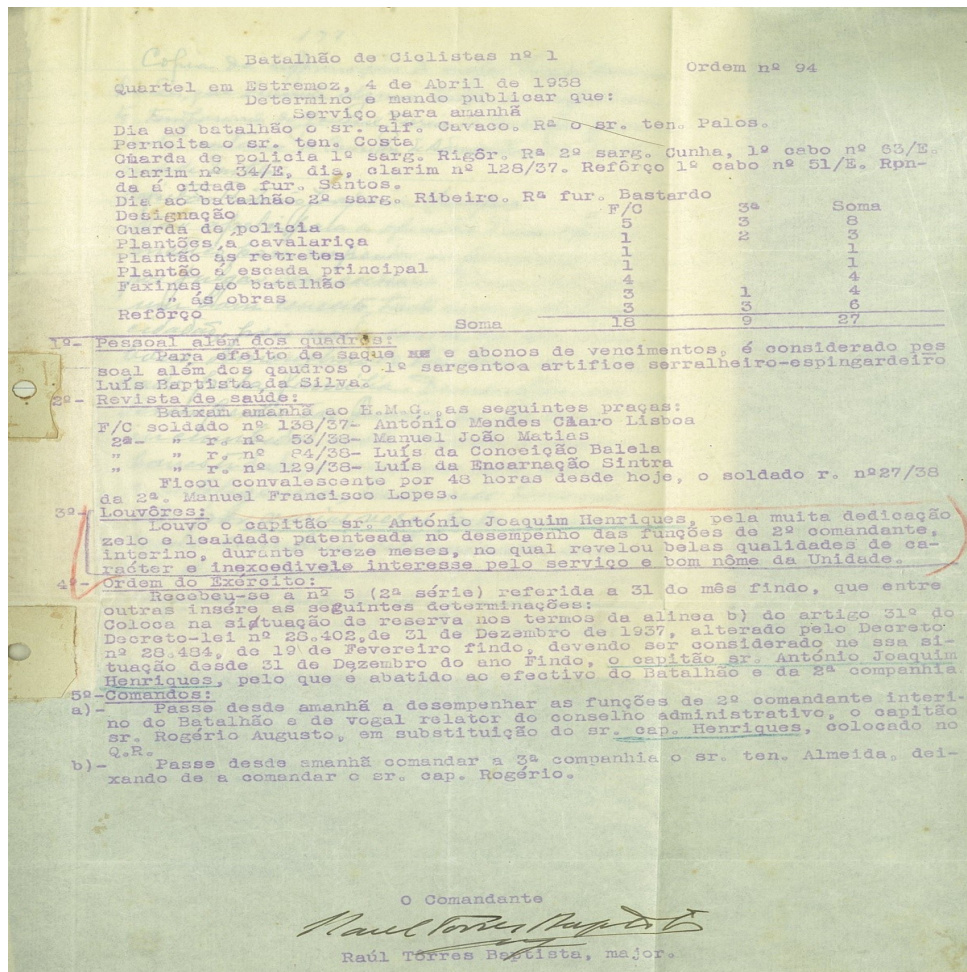 Batalhão de Ciclistas nº 1
Ordem nº 94
Quartel em Estremoz, 4 de Abril de 1938
Determino e mando publicar que:
Serviço para amanhã
Dia ao batalhão o sr. alf. Cavaco. Rª o sr. ten. Palos.
Pernoita o sr. ten. Costa
Guarda de policia 1º sarg. Rigôr. Rª 2º sarg. Cunha, 1º cabo nº 63/E.
clarim nº 34/E, dia, clarim nº 128/37. Refôrço 1º cabo nº 51/E. Rpn-
da á cidade fur. Santos.
Dia ao batalhão 2º sarg. Ribeiro. Rª fur. Bastardo
Designação F/C 3ª Soma
Guarda de policia 5 3 8
Plantões a cavalariça 1 2 3
Plantão ás retretes 1 1
Plantão á escada principal 1 1
Faxinas ao batalhão 4 4
" ás obras 3 1 4
Refôrço 3 3 6
Soma 18 9 27
1º- Pessoal além dos quadros:
Para efeito de saque e abonos de vencimentos, é considerado pes
soal além dos qaudros o 1º sargentoa artifice serralheiro-espingardeiro
Luís Baptista da Silva.
2º- Revista de saúde:
Baixam amanhã ao H.M.C. as seguintes praças:
F/C soldado nº 138/37- António Mendes Claro Lisboa
2ª- " r. nº 53/38- Manuel João Matias
" " r. nº 84/38- Luís da Conceição Balela
" " r. nº 129/38- Luís da Encarnação Sintra
Ficou convalescente por 48 horas desde hoje, o soldado r. nº27/38
da 2ª. Manuel Francisco Lopes.
3º- Louvôres:
Louvo o capitão sr. António Joaquim Henriques, pela muita dedicação
zelo e lealdade patenteada no desempenho das funções de 2º comandante,
interino, durante treze meses, no qual revelou belas qualidades de ca-
raóter e inexoedivele interesse pelo serviço e bom nôme da Unidade.
4º- Ordem do Exército:
Recebeu-se a nº 5 (2ª série) referida a 31 do mês findo, que entre
outras insére as seguintes determinações:
Coloca na situação de reserva nos termos da alinea b) do artigo 31º do
Decreto-lei nº 28.402,de 31 de Dezembro de 1937, alterado pelo Decreto
nº 28.484, de 19 de Fevereiro findo, devendo ser considerado ne ssa si-
tuação desde 31 de Dezembro do ano Findo, o capitão sr. António Joaquim
Henriques, pelo que é abatido ao efectivo do Batalhão e da 2ª companhia
5º-Comandos:
a)- Passe desde amanhã a desempenhar as funções de 2º comandante interi-
no do Batalhão e de vogal relator do conselho administrativo, o capitão
sr. Rogério Augusto, em substituição do sr. cap. Henriques, colocado no
Q.R.
b)- Passe desde smanhã comandar a 3ª companhia o sr. ten. Almeida, dei-
xando de a comandar o sr. cap. Rogério.
O Comandante
Raul Torres Baptista
Raúl Torres Baptista, major.